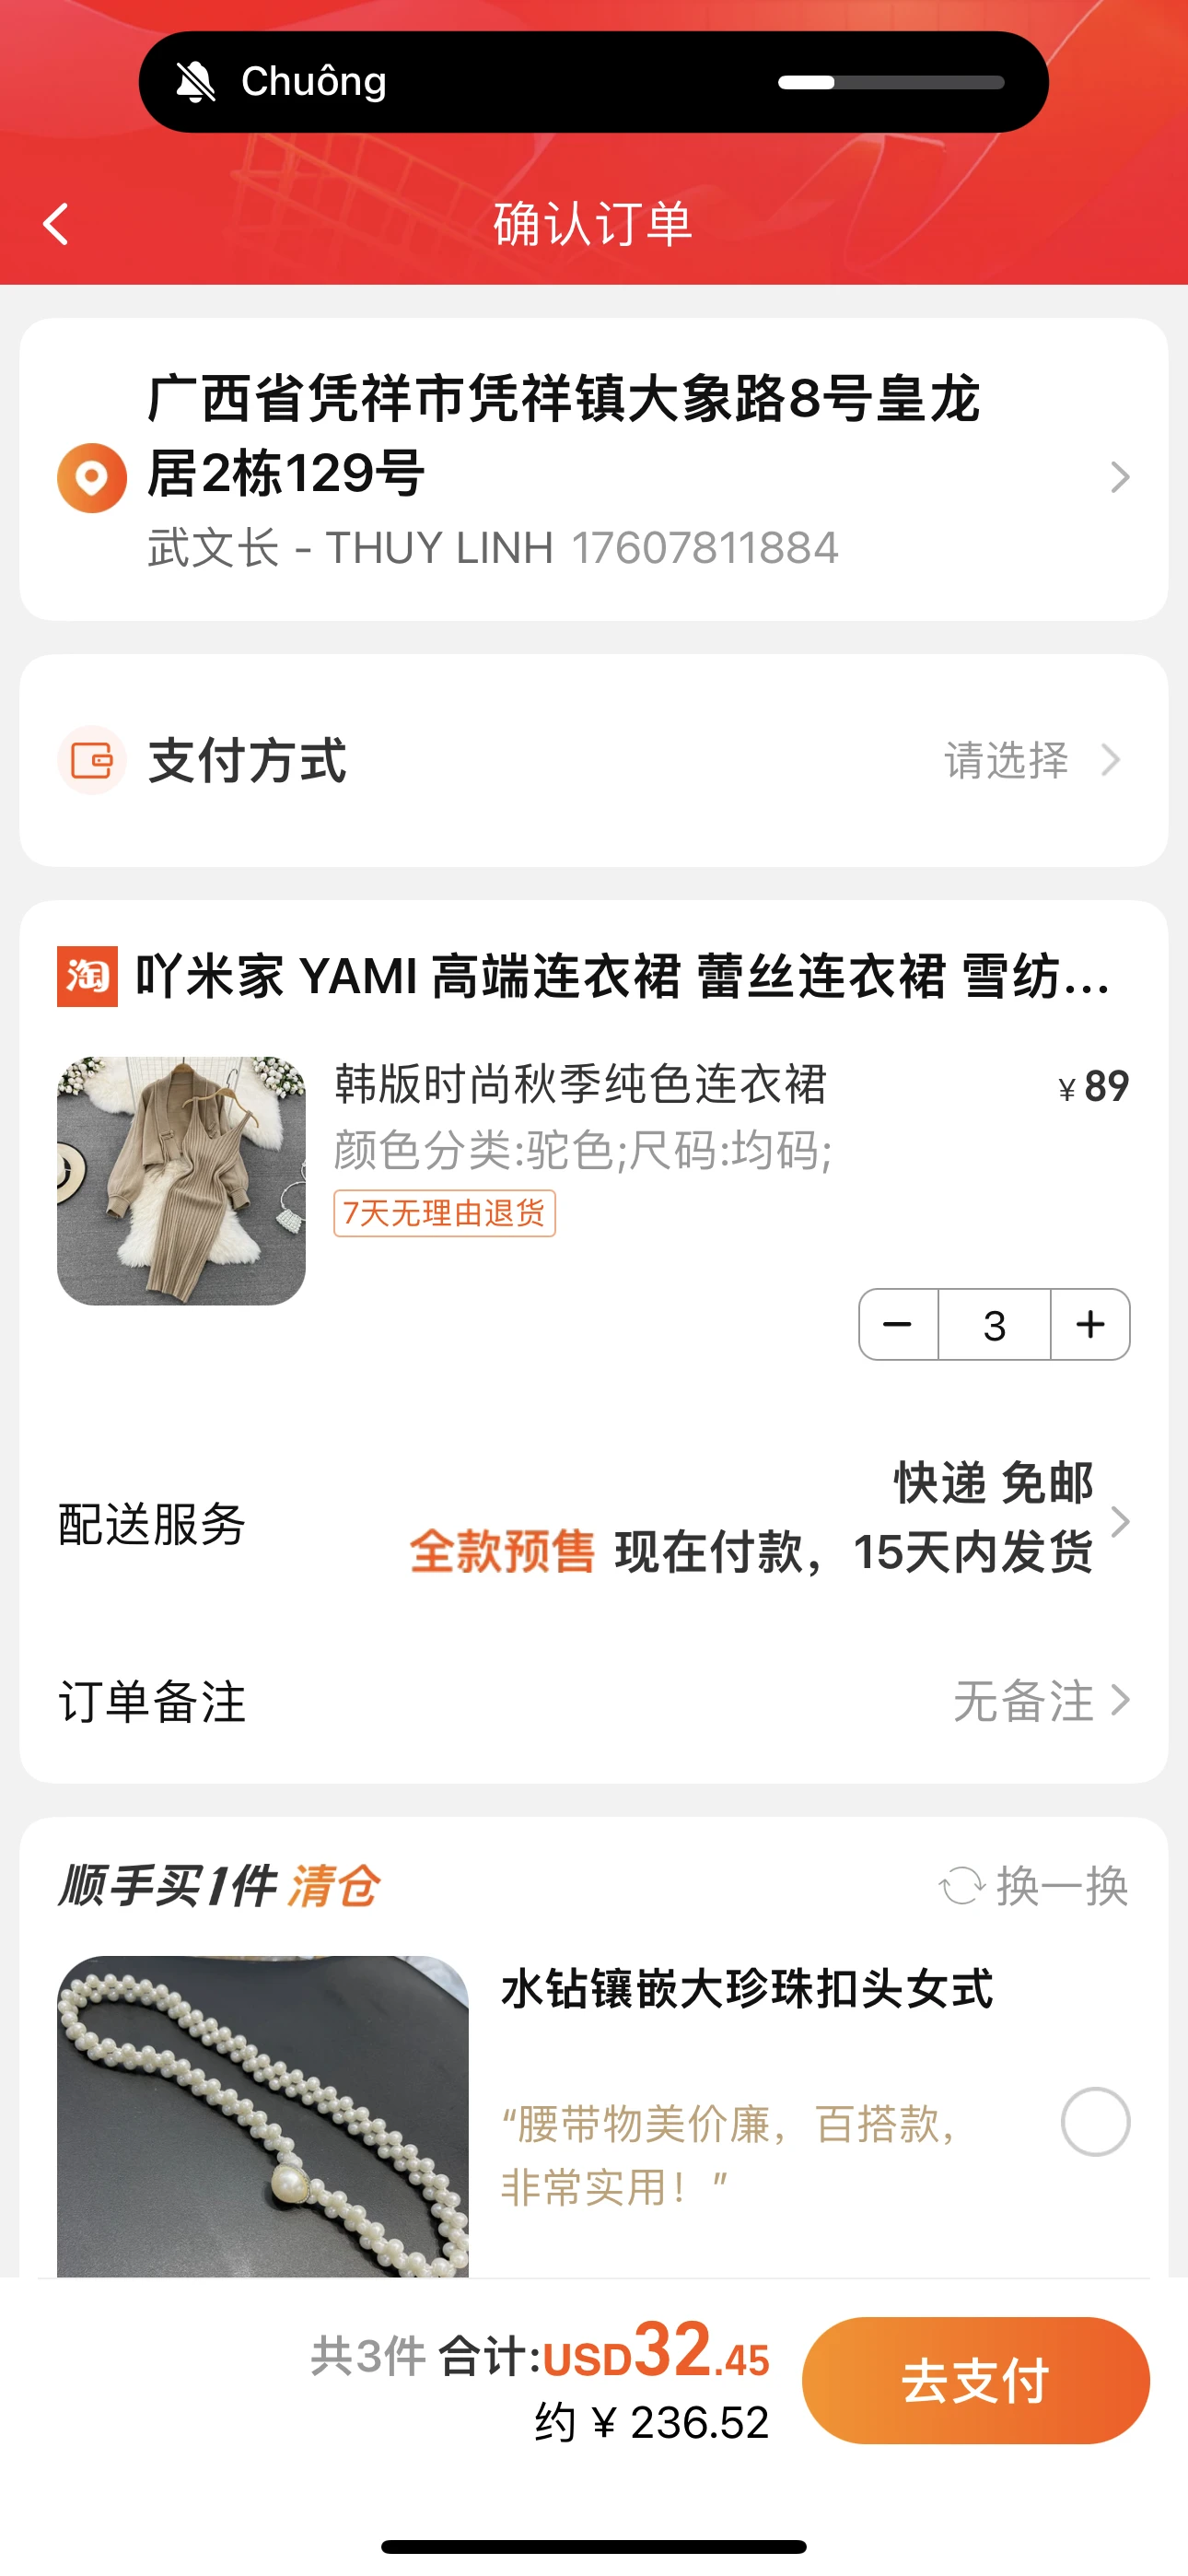 Chuông
确认订单
广西省凭祥市凭祥镇大象路8号皇龙
居2栋129号
武文长 - THUY LINH 17607811884
支付方式 请选择
淘 吖米家 YAMI 高端连衣裙 蕾丝连衣裙 雪纺...
韩版时尚秋季纯色连衣裙 ¥89
颜色分类:驼色;尺码:均码;
7天无理由退货
3
快递 免邮
配送服务
全款预售 现在付款，15天内发货
订单备注 无备注
顺手买1件 清仓 换一换
水钻镶嵌大珍珠扣头女式
“腰带物美价廉，百搭款，
非常实用！”
共3件 合计:USD32.45
约 ¥ 236.52
去支付